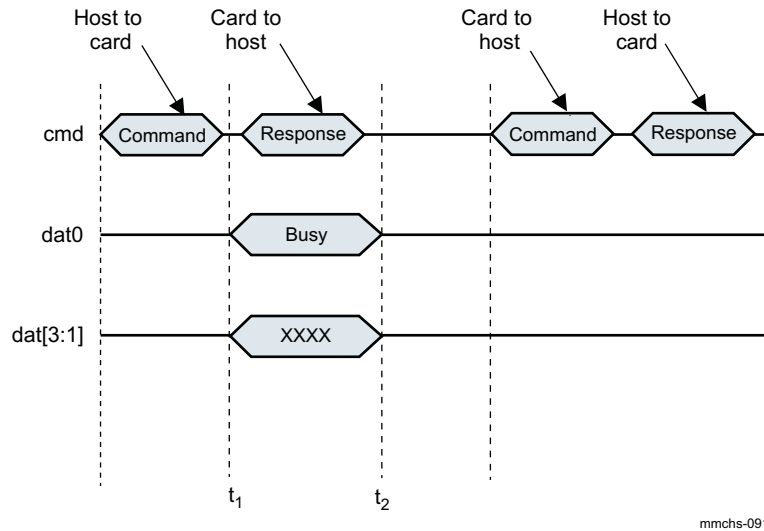 Host to
card
Card to
host
Card to
host
Host to
card
cmd
Command
Response
Command
Response
dat0
Busy
dat[3:1]
XXXX
t1
t2
mmchs-091